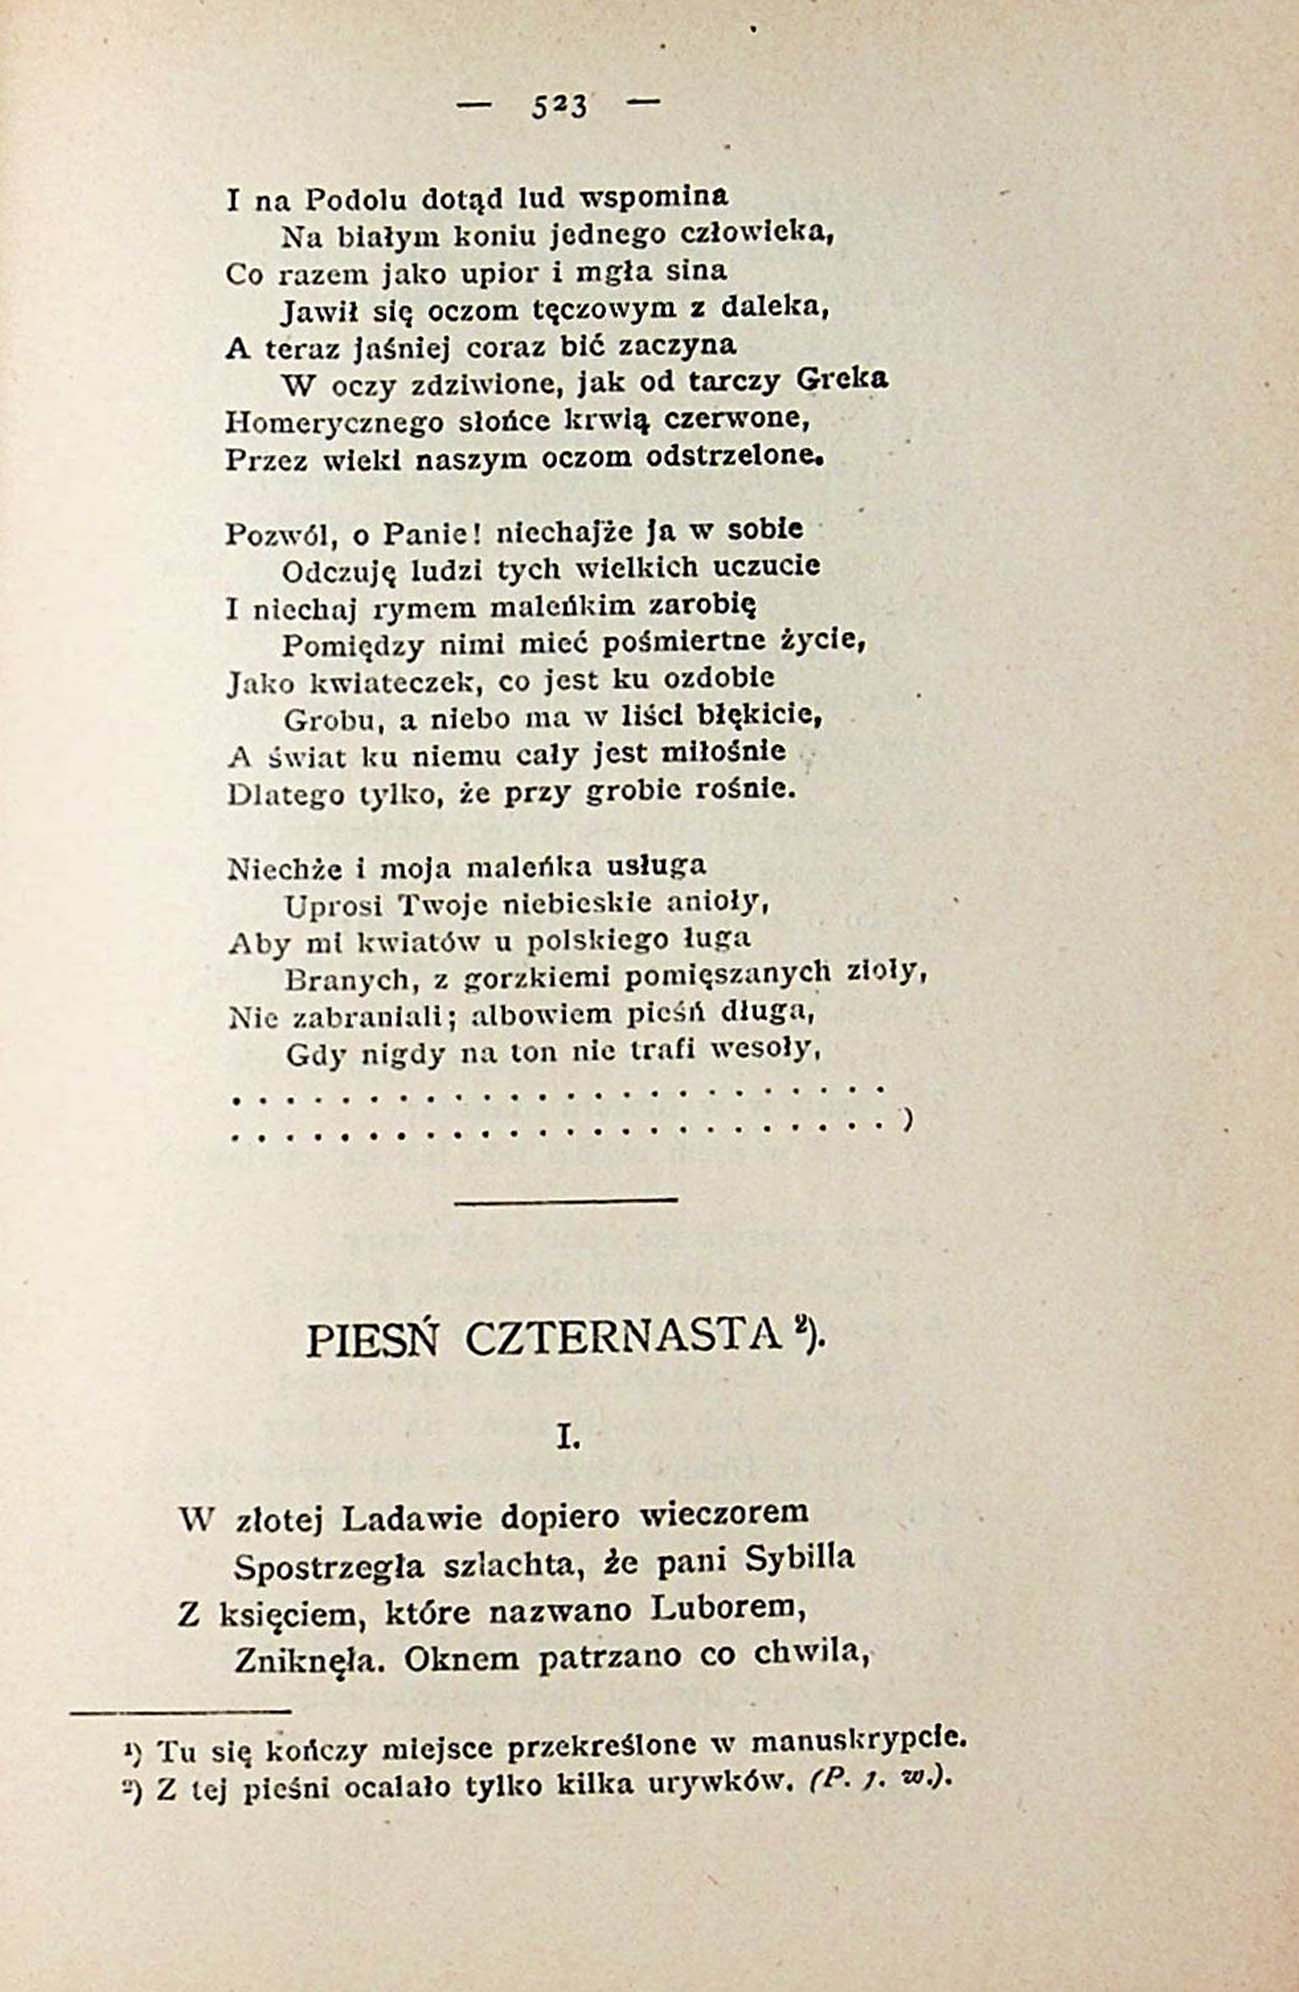 — 523 —
I na Podolu dotąd lud wspomina
Na białym koniu jednego człowieka,
Co razem jako upior i mgła sina
Jawił się oczom tęczowym z daleka,
A teraz jaśniej coraz bić zaczyna
W oczy zdziwione, jak od tarczy Greka
Homerycznego słońce krwią czerwone,
Przez wieki naszym oczom odstrzelone.
Pozwól, o Panie! niechajże ja w sobie
Odczuję ludzi tych wielkich uczucie
I niechaj rymem maleńkim zarobię
Pomiędzy nimi mieć pośmiertne życie,
Jako kwiateczek, co jest ku ozdobie
Grobu, a niebo ma w liści błękicie,
A świat ku niemu cały jest miłośnie
Dlatego tylko, że przy grobie rośnie.
Niechże i moja maleńka usługa
Uprosi Twoje niebieskie anioły,
Aby mi kwiatów u polskiego ługa
Branych, z gorzkiemi pomięszanych zioły,
Nie zabraniali; albowiem pieśń długa,
Gdy nigdy na ton nie trafi wesoły,
. . . . . . . . . . . . . . . . . . . . . . . .
. . . . . . . . . . . . . . . . . . . . . . . . )
PIESŃ CZTERNASTA ²).
I.
W złotej Ladawie dopiero wieczorem
Spostrzegła szlachta, że pani Sybilla
Z księciem, które nazwano Luborem,
Zniknęła. Oknem patrzano co chwila,
¹) Tu się kończy miejsce przekreślone w manuskrypcie.
²) Z tej pieśni ocalało tylko kilka urywków. (P. j. w.).